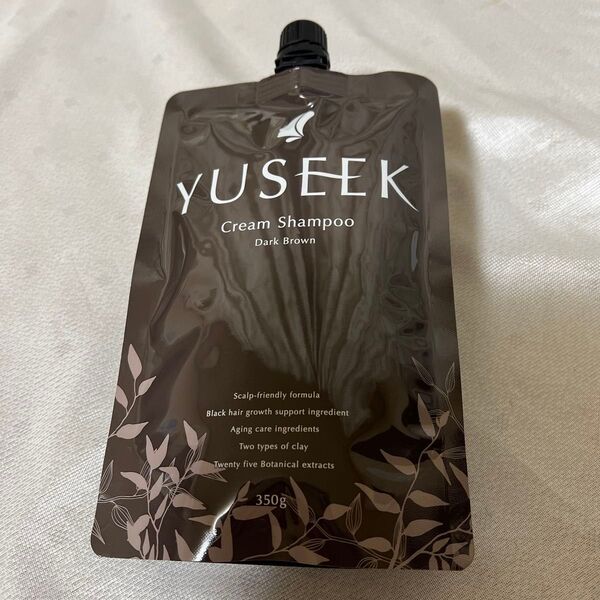 YUSEEK
Cream Shampoo
Dark Brown
Scalp-friendly formula
Black hair growth support ingredient
Aging care ingredients
Two types of clay
Twenty five Botanical extracts
350g